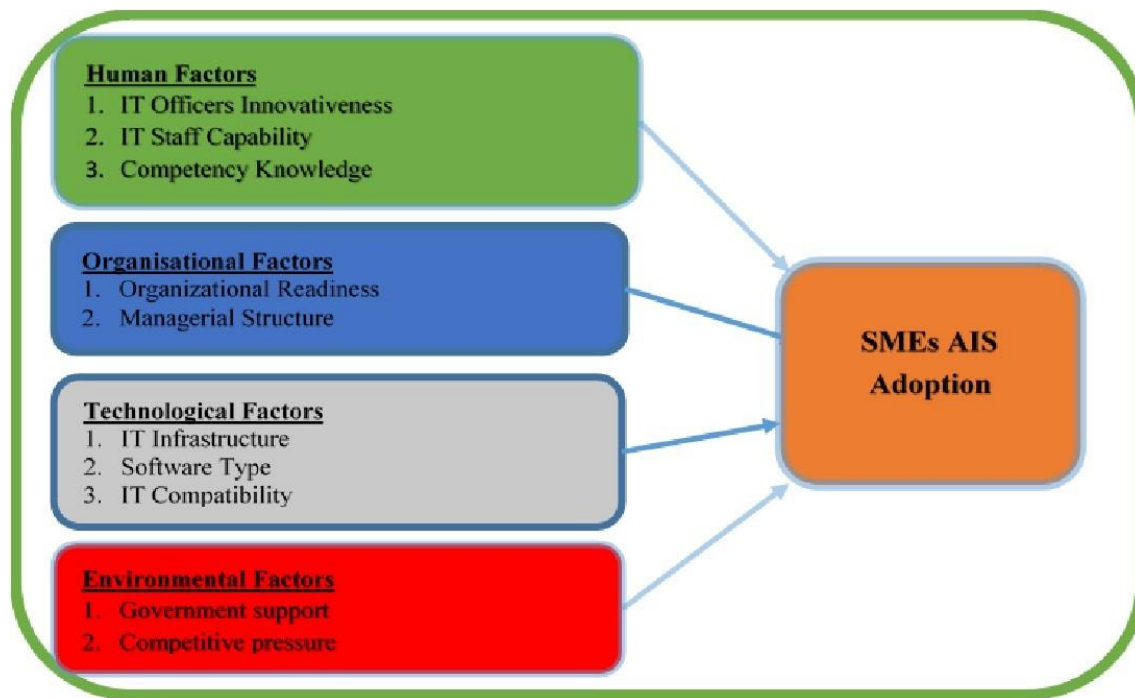 Human Factors
1. IT Officers Innovativeness
2. IT Staff Capability
3. Competency Knowledge
Organisational Factors
1. Organizational Readiness
2. Managerial Structure
Technological Factors
1. IT Infrastructure
2. Software Type
3. IT Compatibility
Environmental Factors
1. Government support
2. Competitive pressure
SMEs AIS
Adoption